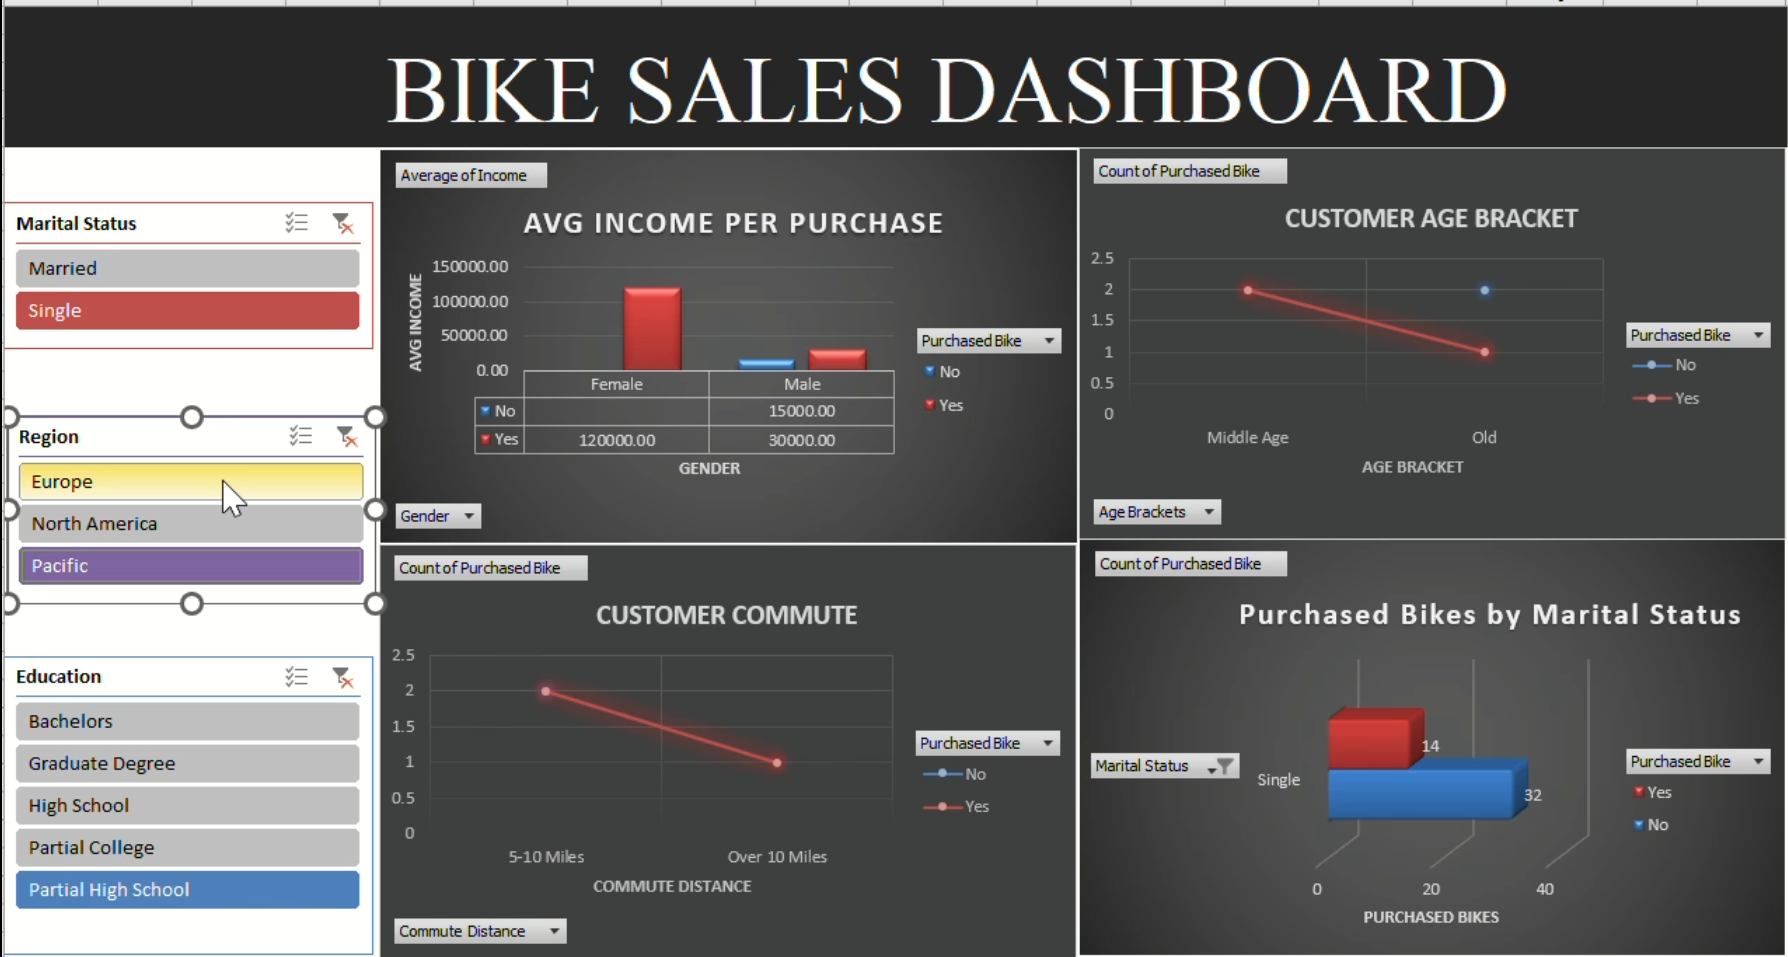 BIKE SALES DASHBOARD
Marital Status
Married
Single
Region
Europe
North America
Pacific
Education
Bachelors
Graduate Degree
High School
Partial College
Partial High School
Average of Income
AVG INCOME PER PURCHASE
AVG INCOME
150000.00
100000.00
50000.00
0.00
Female Male
No 15000.00
Yes 120000.00 30000.00
GENDER
Purchased Bike
No
Yes
Gender
Count of Purchased Bike
CUSTOMER AGE BRACKET
2.5
2
1.5
1
0.5
0
Middle Age Old
AGE BRACKET
Purchased Bike
No
Yes
Age Brackets
Count of Purchased Bike
CUSTOMER COMMUTE
2.5
2
1.5
1
0.5
0
5-10 Miles Over 10 Miles
COMMUTE DISTANCE
Purchased Bike
No
Yes
Commute Distance
Count of Purchased Bike
Purchased Bikes by Marital Status
Marital Status
Single
14
32
0 20 40
PURCHASED BIKES
Purchased Bike
Yes
No